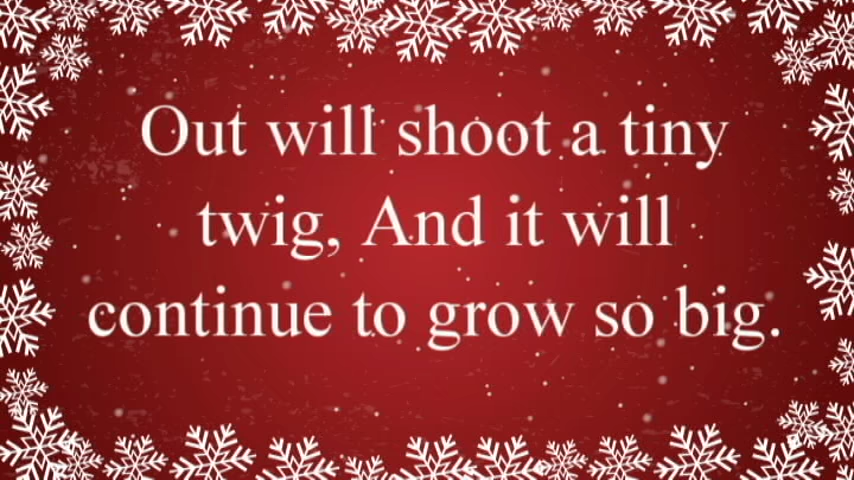 Out will shoot a tiny
twig, And it will
continue to grow so big.